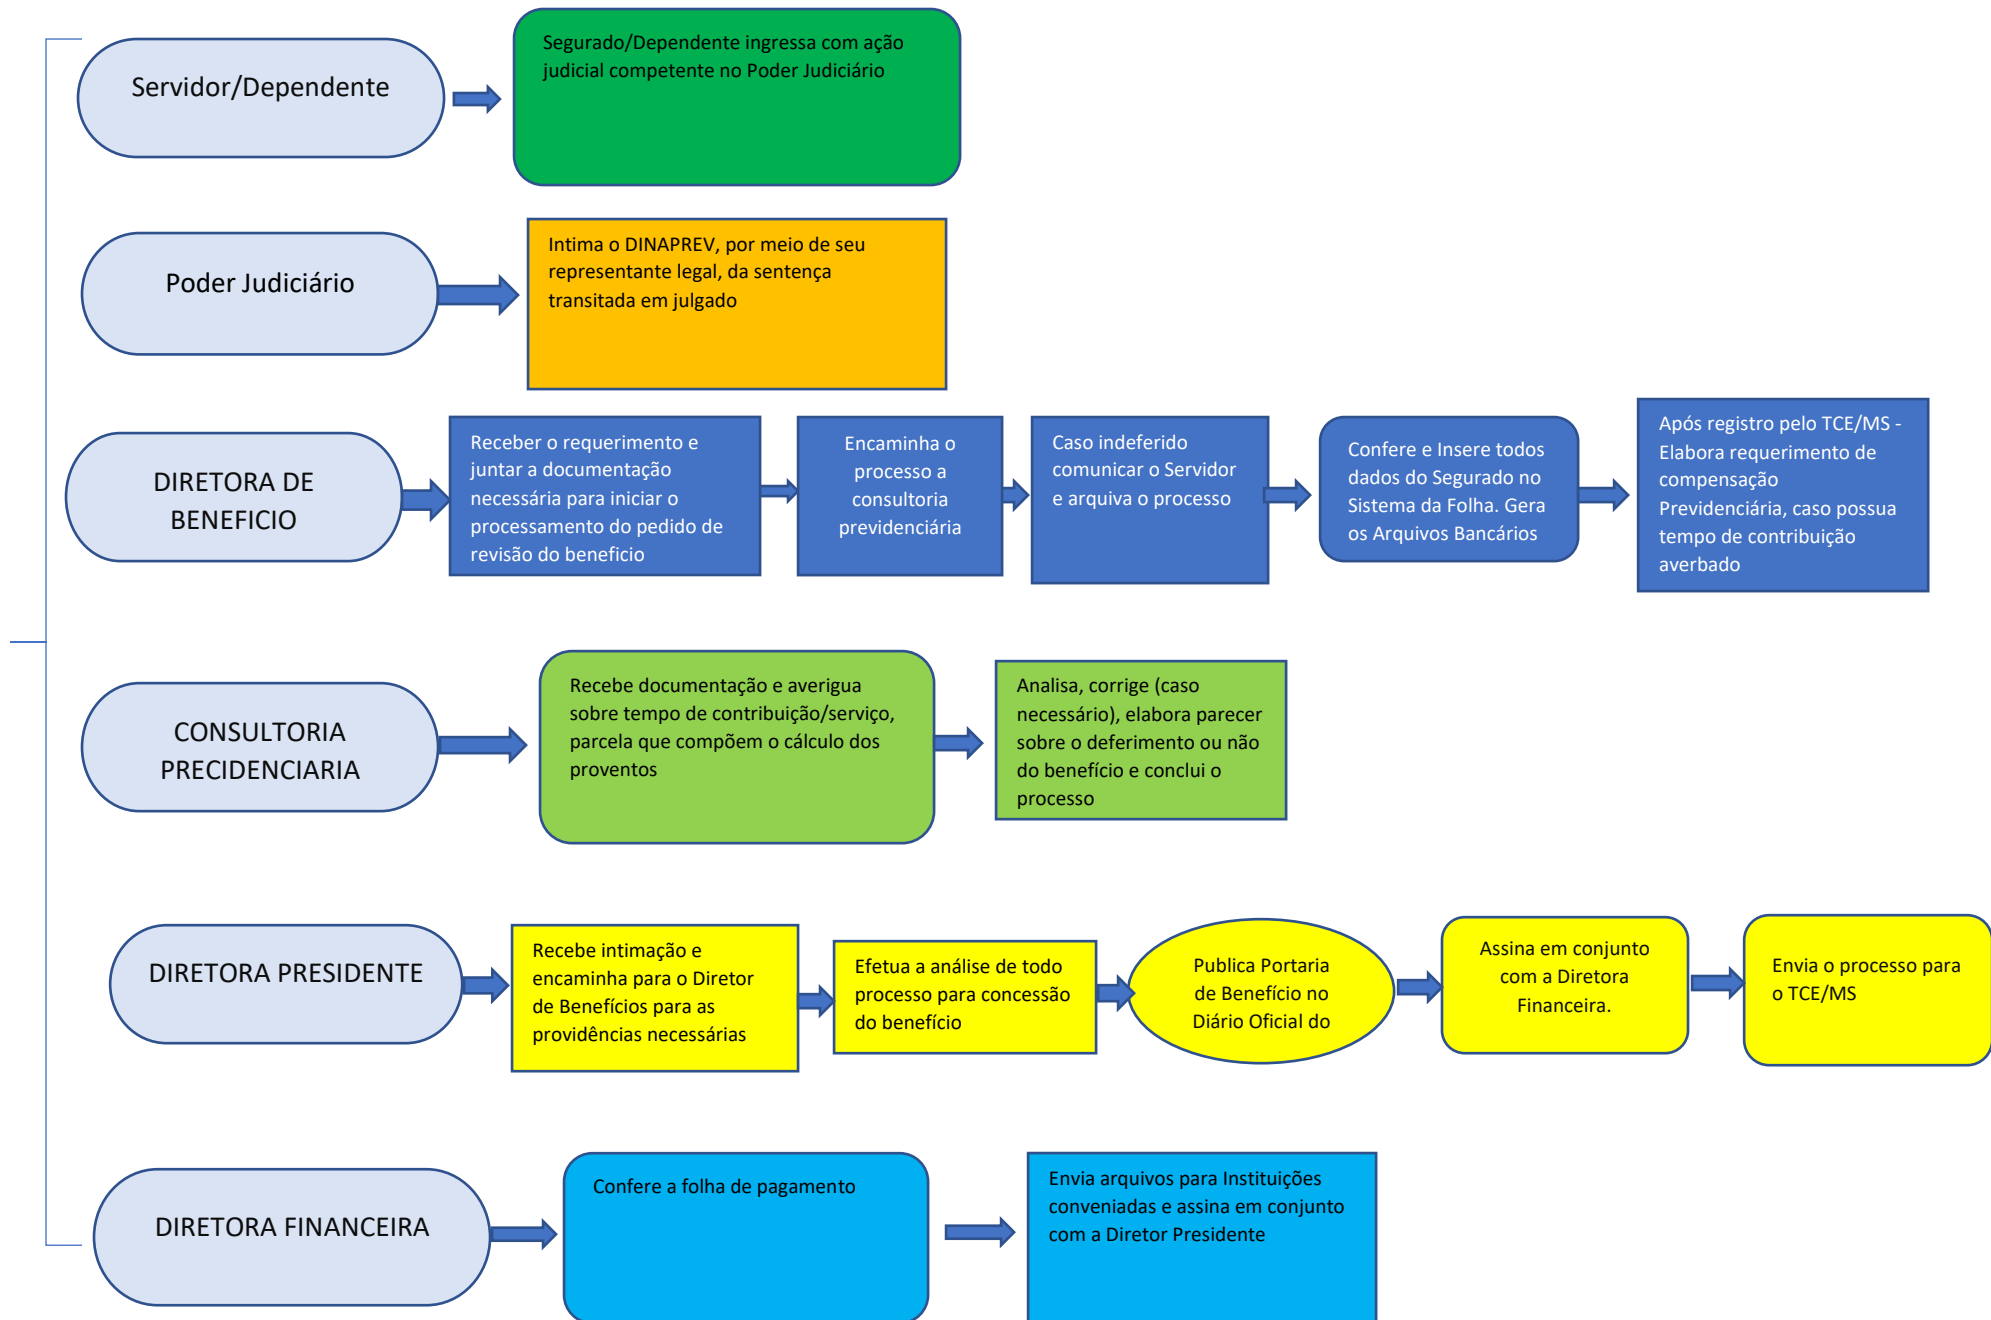 Servidor/Dependente
Segurado/Dependente ingressa com ação
judicial competente no Poder Judiciário
Poder Judiciário
Intima o DINAPREV, por meio de seu
representante legal, da sentença
transitada em julgado
DIRETORA DE
BENEFICIO
Receber o requerimento e
juntar a documentação
necessária para iniciar o
processamento do pedido de
revisão do beneficio
Encaminha o
processo a
consultoria
previdenciária
Caso indeferido
comunicar o Servidor
e arquiva o processo
Confere e Insere todos
dados do Segurado no
Sistema da Folha. Gera
os Arquivos Bancários
Após registro pelo TCE/MS -
Elabora requerimento de
compensação
Previdenciária, caso possua
tempo de contribuição
averbado
CONSULTORIA
PRECIDENCIARIA
Recebe documentação e averigua
sobre tempo de contribuição/serviço,
parcela que compõem o cálculo dos
proventos
Analisa, corrige (caso
necessário), elabora parecer
sobre o deferimento ou não
do benefício e conclui o
processo
DIRETORA PRESIDENTE
Recebe intimação e
encaminha para o Diretor
de Benefícios para as
providências necessárias
Efetua a análise de todo
processo para concessão
do benefício
Publica Portaria
de Benefício no
Diário Oficial do
Assina em conjunto
com a Diretora
Financeira.
Envia o processo para
o TCE/MS
DIRETORA FINANCEIRA
Confere a folha de pagamento
Envia arquivos para Instituições
conveniadas e assina em conjunto
com a Diretor Presidente